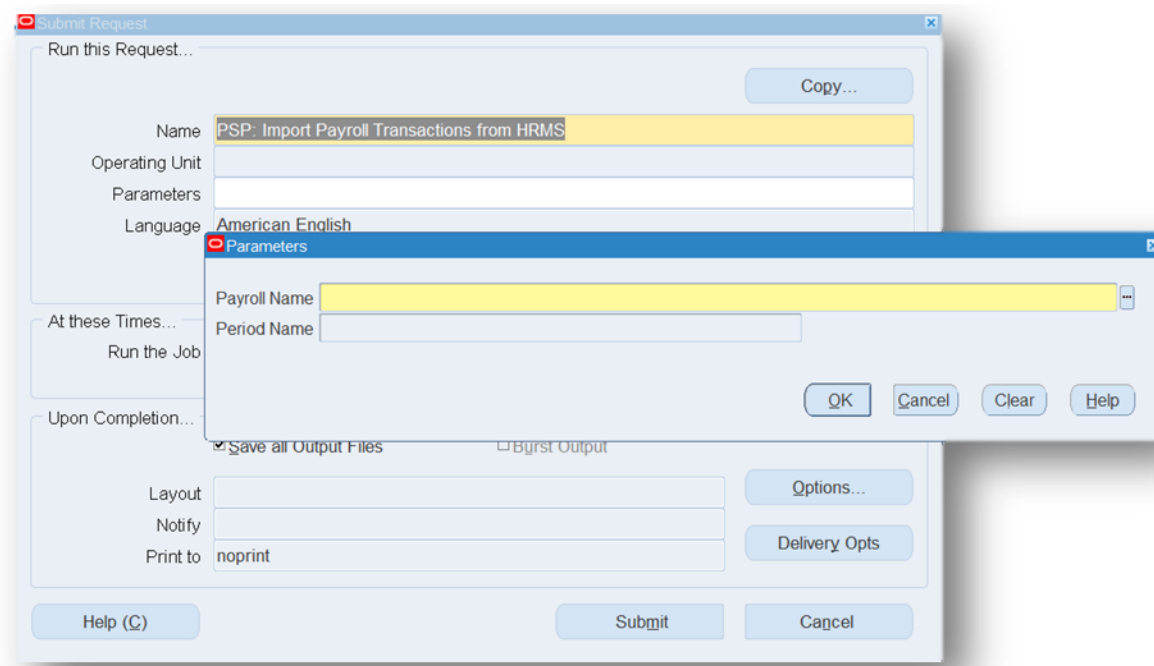 Submit Request
Run this Request...
Copy...
Name PSP: Import Payroll Transactions from HRMS
Operating Unit
Parameters
Language American English
Parameters
Payroll Name
Period Name
At these Times...
Run the Job
OK Cancel Clear Help
Upon Completion...
Save all Output Files Burst Output
Layout
Options...
Notify
Print to noprint
Delivery Opts
Help (C) Submit Cancel